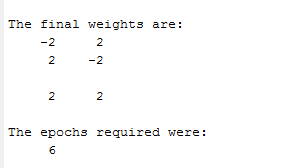 The final weights are:
-2 2
2 -2
2 2
The epochs required were:
6